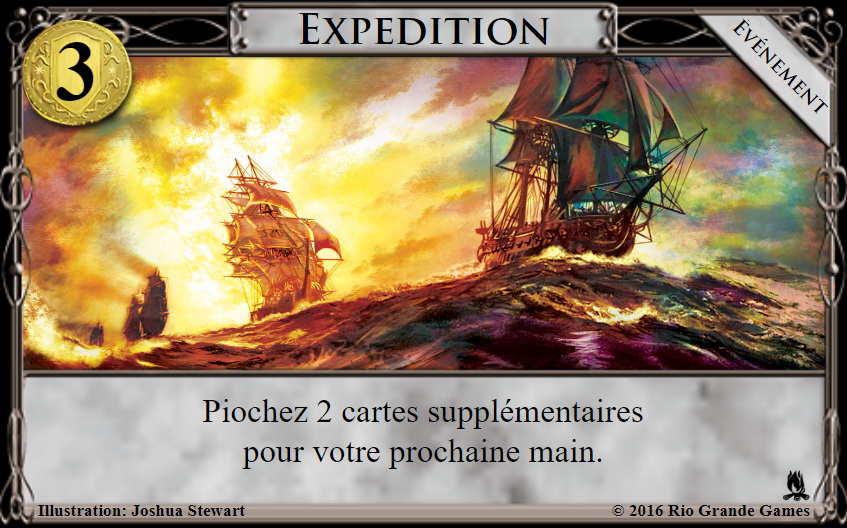 EXPEDITION
3
ÉVÉNEMENT
Piochez 2 cartes supplémentaires
pour votre prochaine main.
Illustration: Joshua Stewart
© 2016 Rio Grande Games